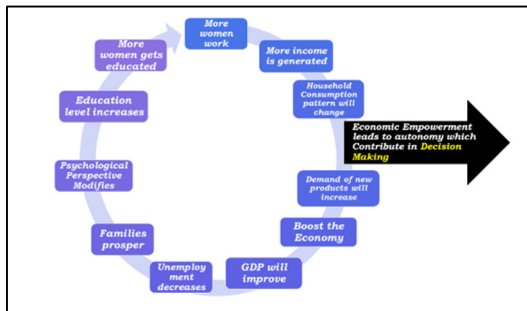 More
women
work
More income
is generated
Household
Consumption
pattern will
change
Economic Empowerment
leads to autonomy which
Contribute in Decision
Making
Demand of new
products will
increase
Boost the
Economy
GDP will
improve
Unemploy
ment
decreases
Families
prosper
Psychological
Perspective
Modifies
Education
level increases
More
women gets
educated